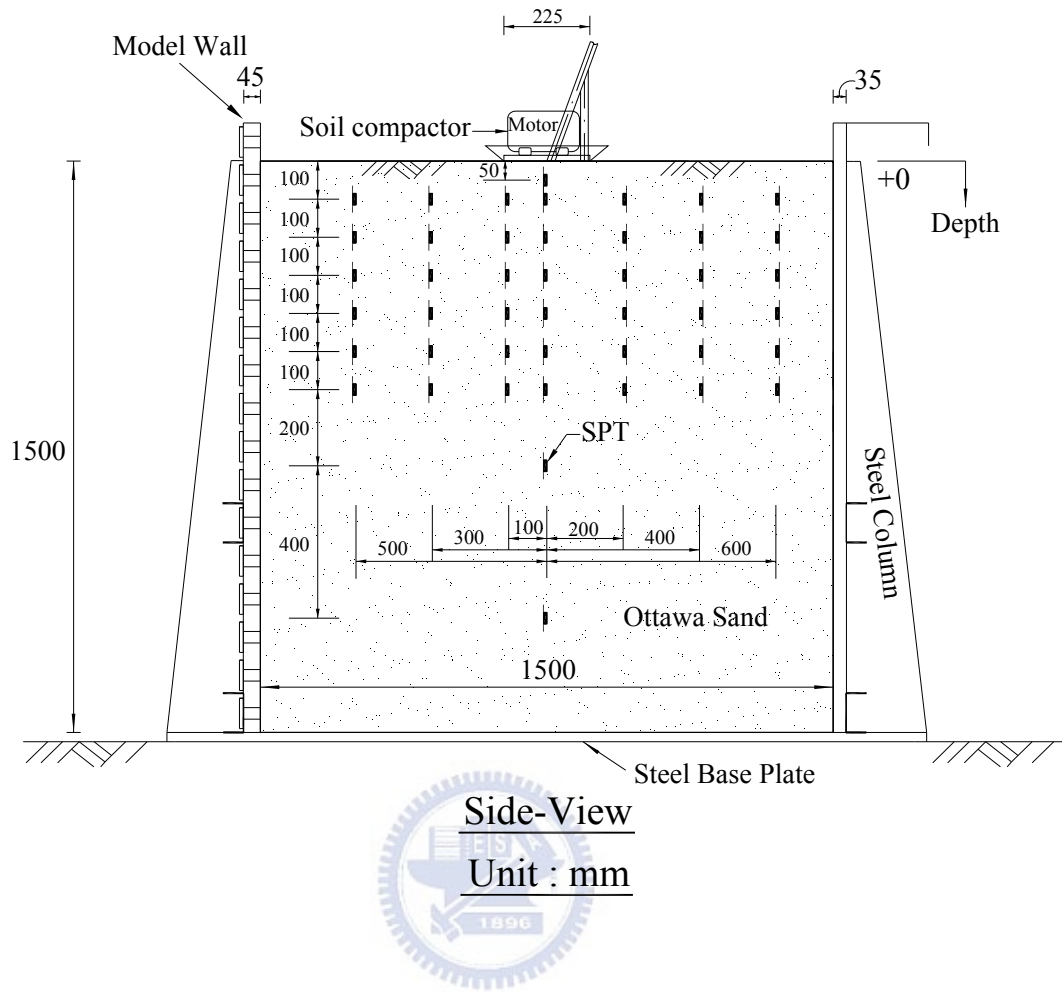 225
Model Wall
45
35
Soil compactor
Motor
50
100
+0
Depth
100
100
100
100
100
200
SPT
1500
Steel Column
400
100
200
300
400
500
600
Ottawa Sand
1500
Steel Base Plate
Side-View
Unit : mm
ES
1896